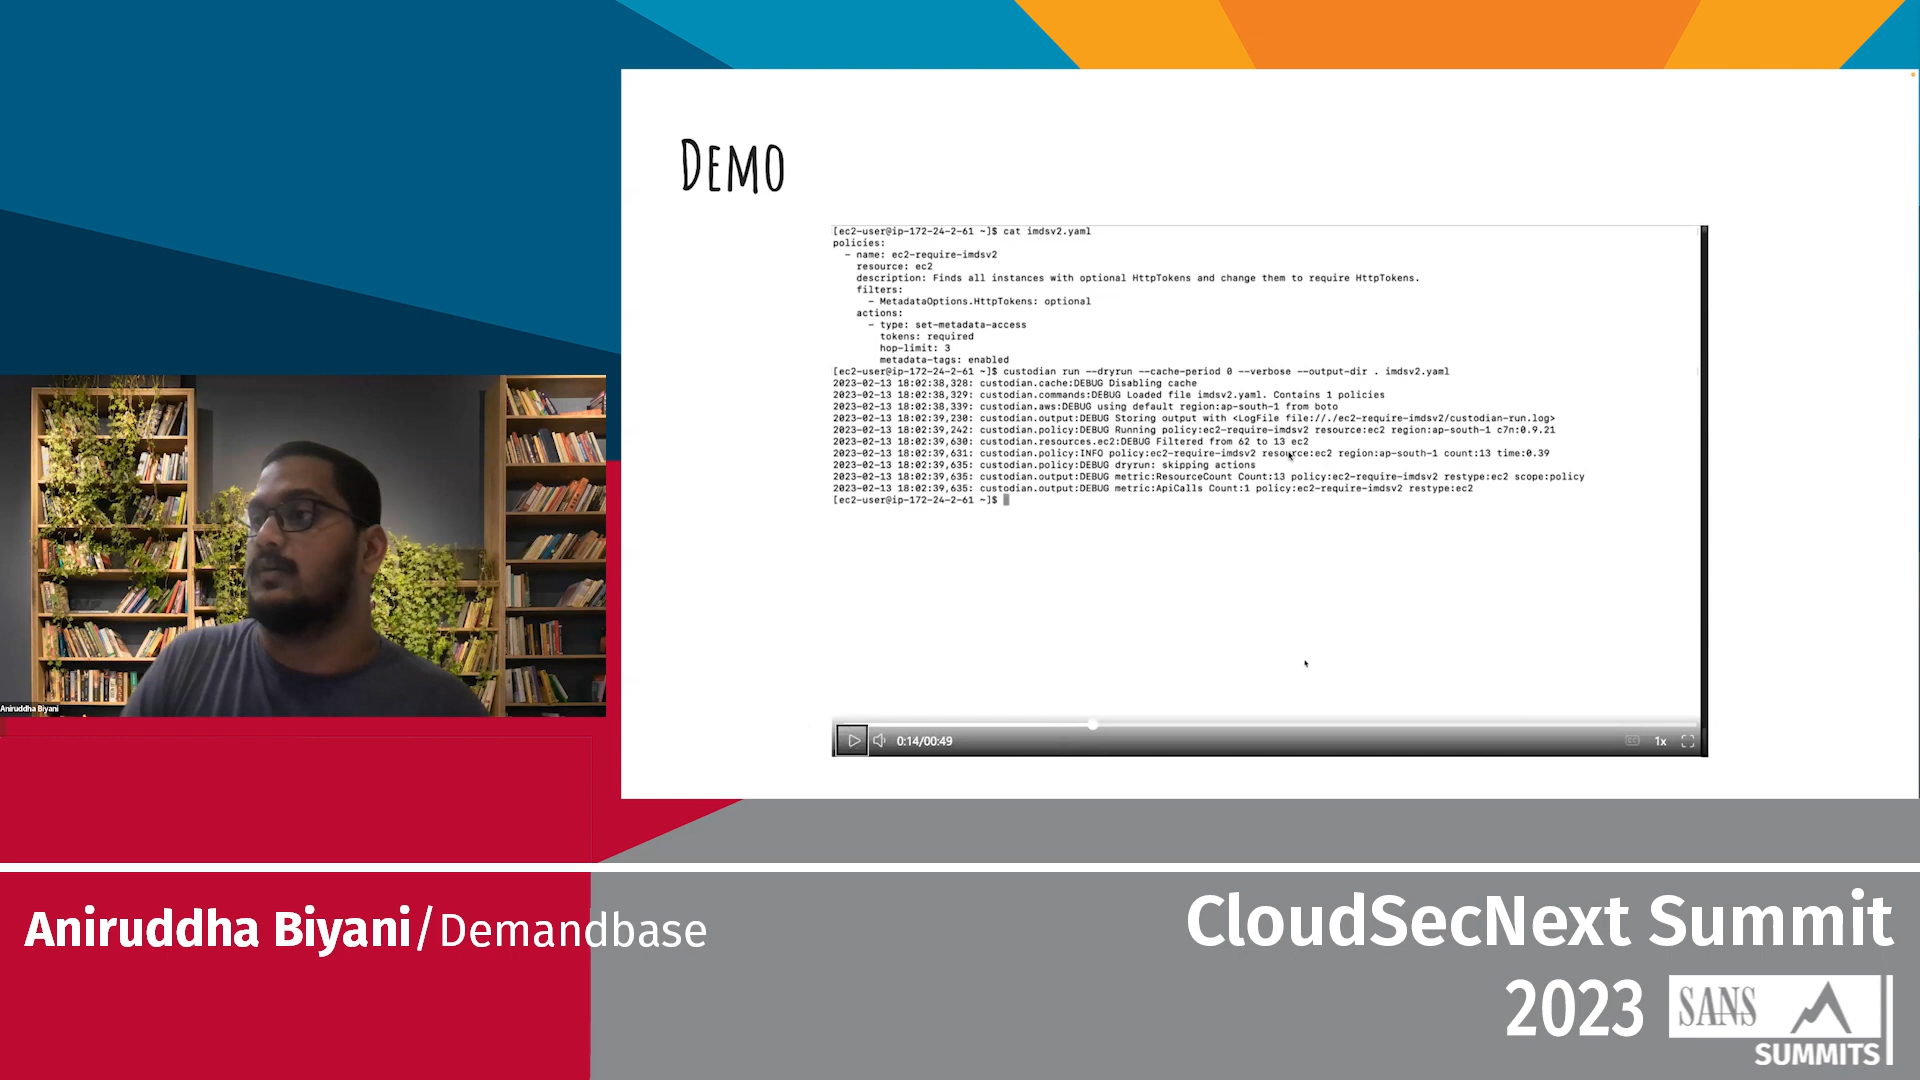 DEMO
[ec2-user@ip-172-24-2-61 ~]$ cat imdsv2.yaml
policies:
- name: ec2-require-imdsv2
resource: ec2
description: Finds all instances with optional HttpTokens and change them to require HttpTokens.
filters:
- MetadataOptions.HttpTokens: optional
actions:
- type: set-metadata-access
tokens: required
hop-limit: 3
metadata-tags: enabled
[ec2-user@ip-172-24-2-61 ~]$ custodian run --dryrun --cache-period 0 --verbose --output-dir . imdsv2.yaml
2023-02-13 18:02:38,328: custodian.cache:DEBUG Disabling cache
2023-02-13 18:02:38,329: custodian.commands:DEBUG Loaded file imdsv2.yaml. Contains 1 policies
2023-02-13 18:02:38,339: custodian.aws:DEBUG using default region:ap-south-1 from boto
2023-02-13 18:02:39,230: custodian.output:DEBUG Storing output with <LogFile file://./ec2-require-imdsv2/custodian-run.log>
2023-02-13 18:02:39,242: custodian.policy:DEBUG Running policy:ec2-require-imdsv2 resource:ec2 region:ap-south-1 c7n:0.9.21
2023-02-13 18:02:39,630: custodian.resources.ec2:DEBUG Filtered from 62 to 13 ec2
2023-02-13 18:02:39,631: custodian.policy:INFO policy:ec2-require-imdsv2 resource:ec2 region:ap-south-1 count:13 time:0.39
2023-02-13 18:02:39,635: custodian.policy:DEBUG dryrun: skipping actions
2023-02-13 18:02:39,635: custodian.output:DEBUG metric:ResourceCount Count:13 policy:ec2-require-imdsv2 restype:ec2 scope:policy
2023-02-13 18:02:39,635: custodian.output:DEBUG metric:ApiCalls Count:1 policy:ec2-require-imdsv2 restype:ec2
[ec2-user@ip-172-24-2-61 ~]$
0:14/00:49
1x
Aniruddha Biyani
Aniruddha Biyani/Demandbase
CloudSecNext Summit
2023
SANS
SUMMITS